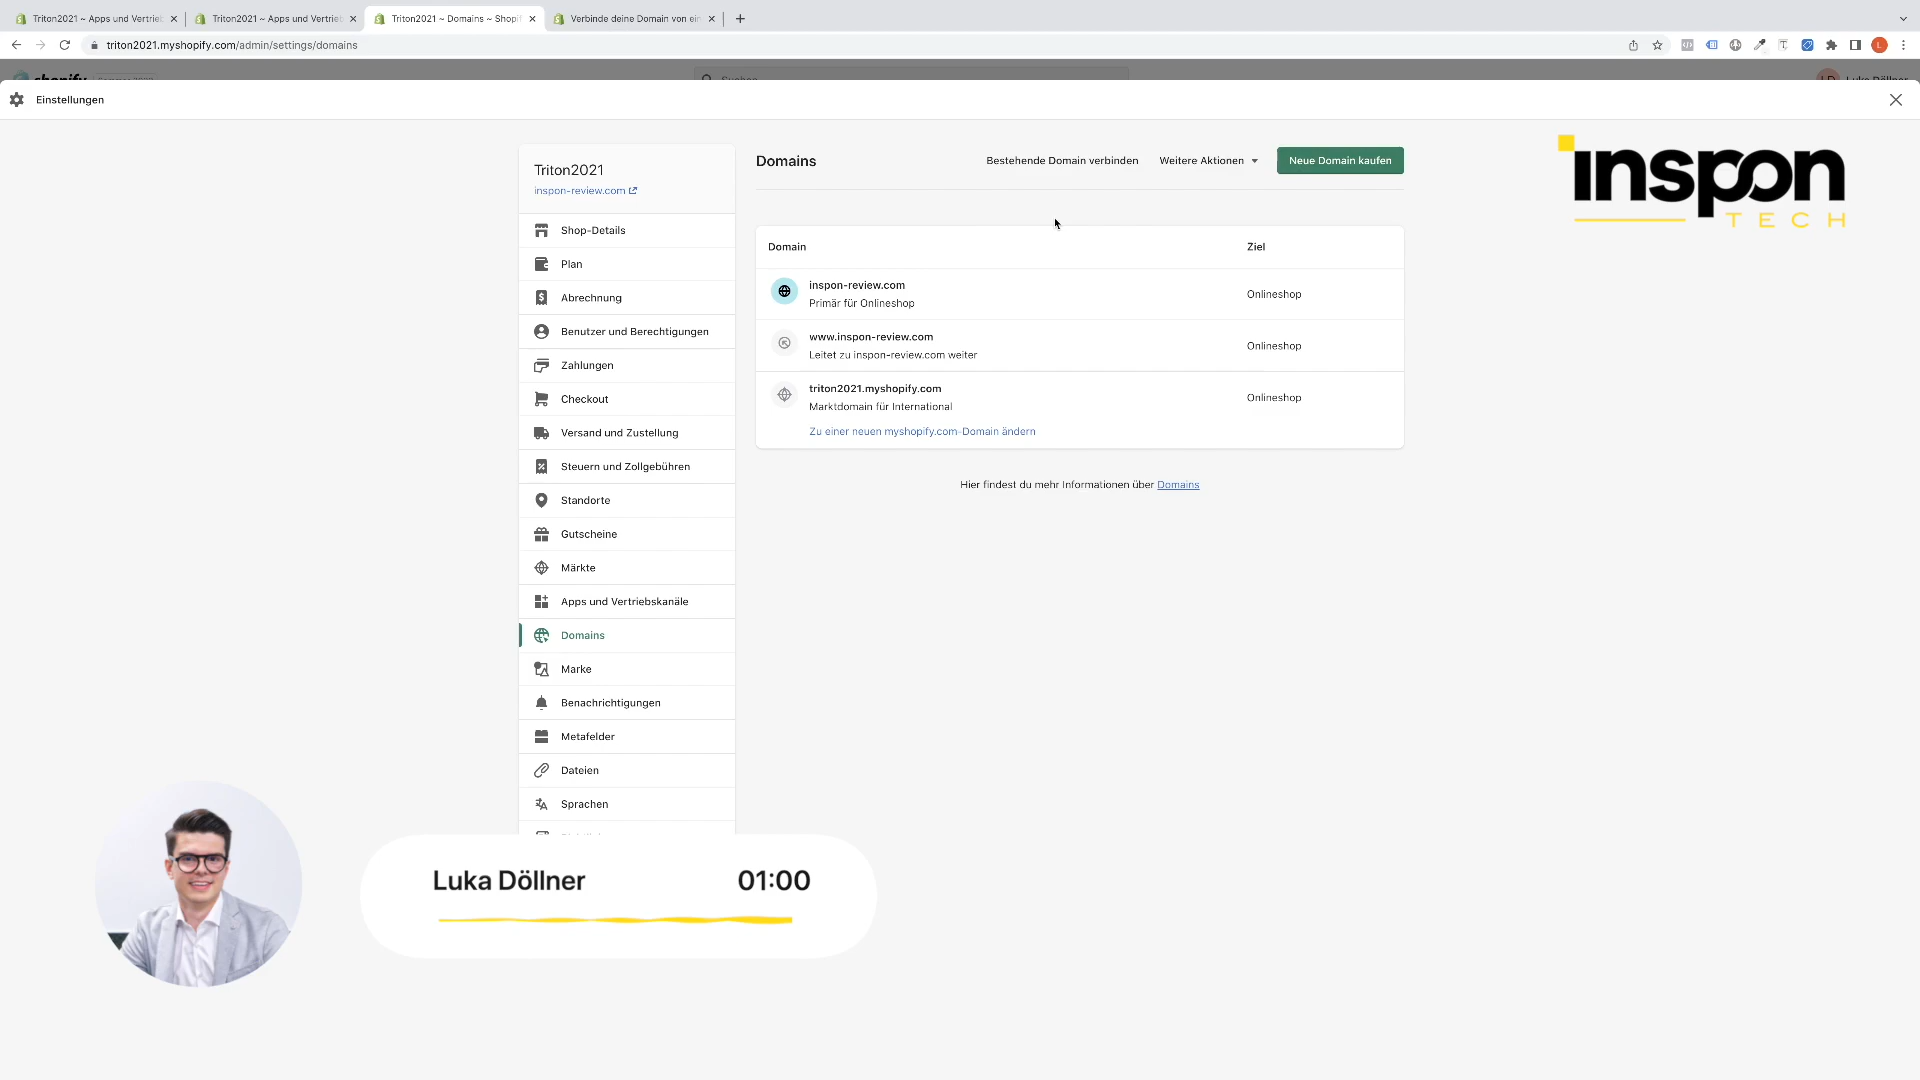 Triton2021 ~ Apps und Vertrieb
Triton2021 ~ Apps und Vertrieb
Triton2021 ~ Domains ~ Shopif
Verbinde deine Domain von ein
triton2021.myshopify.com/admin/settings/domains
L
shopify
Suchen
Luka Döllner
Einstellungen
Triton2021
inspon-review.com
Shop-Details
Plan
Abrechnung
Benutzer und Berechtigungen
Zahlungen
Checkout
Versand und Zustellung
Steuern und Zollgebühren
Standorte
Gutscheine
Märkte
Apps und Vertriebskanäle
Domains
Marke
Benachrichtigungen
Metafelder
Dateien
Sprachen
Domains
Bestehende Domain verbinden
Weitere Aktionen
Neue Domain kaufen
Domain
Ziel
inspon-review.com
Primär für Onlineshop
Onlineshop
www.inspon-review.com
Leitet zu inspon-review.com weiter
Onlineshop
triton2021.myshopify.com
Marktdomain für International
Onlineshop
Zu einer neuen myshopify.com-Domain ändern
Hier findest du mehr Informationen über Domains
inspon
TECH
Luka Döllner
01:00